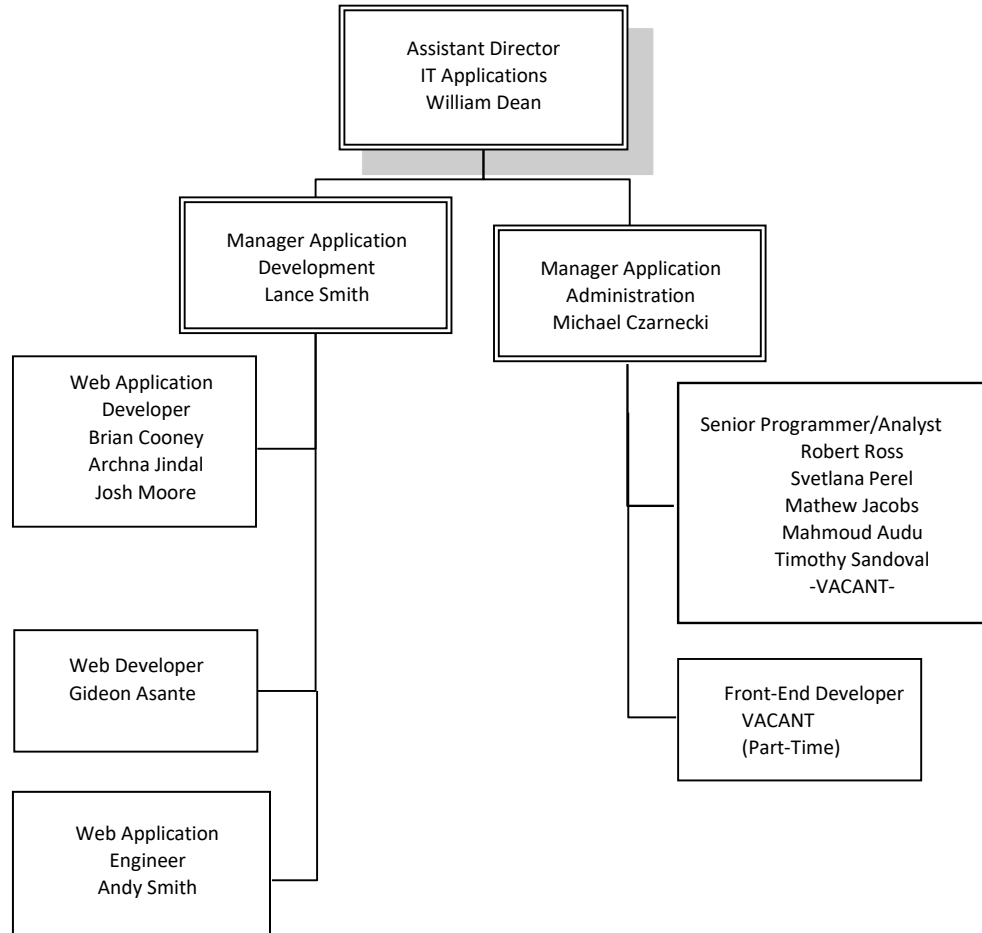 Assistant Director
IT Applications
William Dean
Manager Application
Development
Lance Smith
Manager Application
Administration
Michael Czarnecki
Web Application
Developer
Brian Cooney
Archna Jindal
Josh Moore
Senior Programmer/Analyst
Robert Ross
Svetlana Perel
Mathew Jacobs
Mahmoud Audu
Timothy Sandoval
-VACANT-
Web Developer
Gideon Asante
Front-End Developer
VACANT
(Part-Time)
Web Application
Engineer
Andy Smith